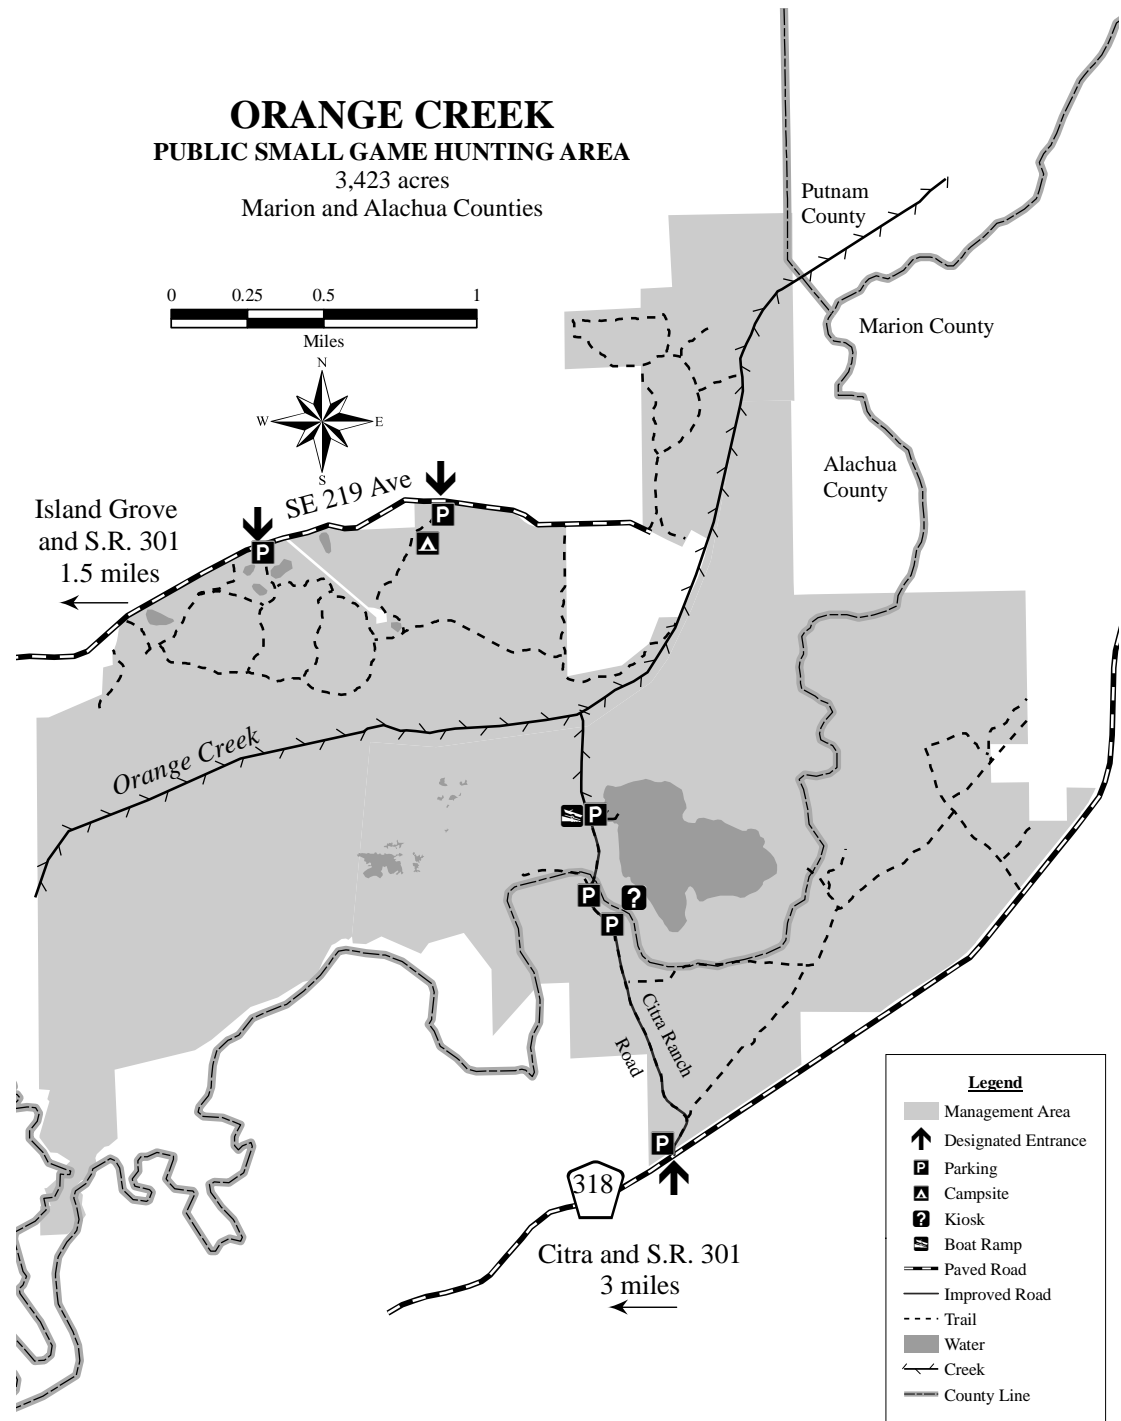 ORANGE CREEK
PUBLIC SMALL GAME HUNTING AREA
3,423 acres
Marion and Alachua Counties
0 0.25 0.5 1
Miles
N
W E
S
Putnam
County
Marion County
Alachua
County
SE 219 Ave
P
P
Island Grove
and S.R. 301
1.5 miles
Orange Creek
P
P
?
P
Citra Ranch
Road
P
318
Citra and S.R. 301
3 miles
Legend
Management Area
Designated Entrance
P Parking
Campsite
? Kiosk
Boat Ramp
Paved Road
Improved Road
Trail
Water
Creek
County Line